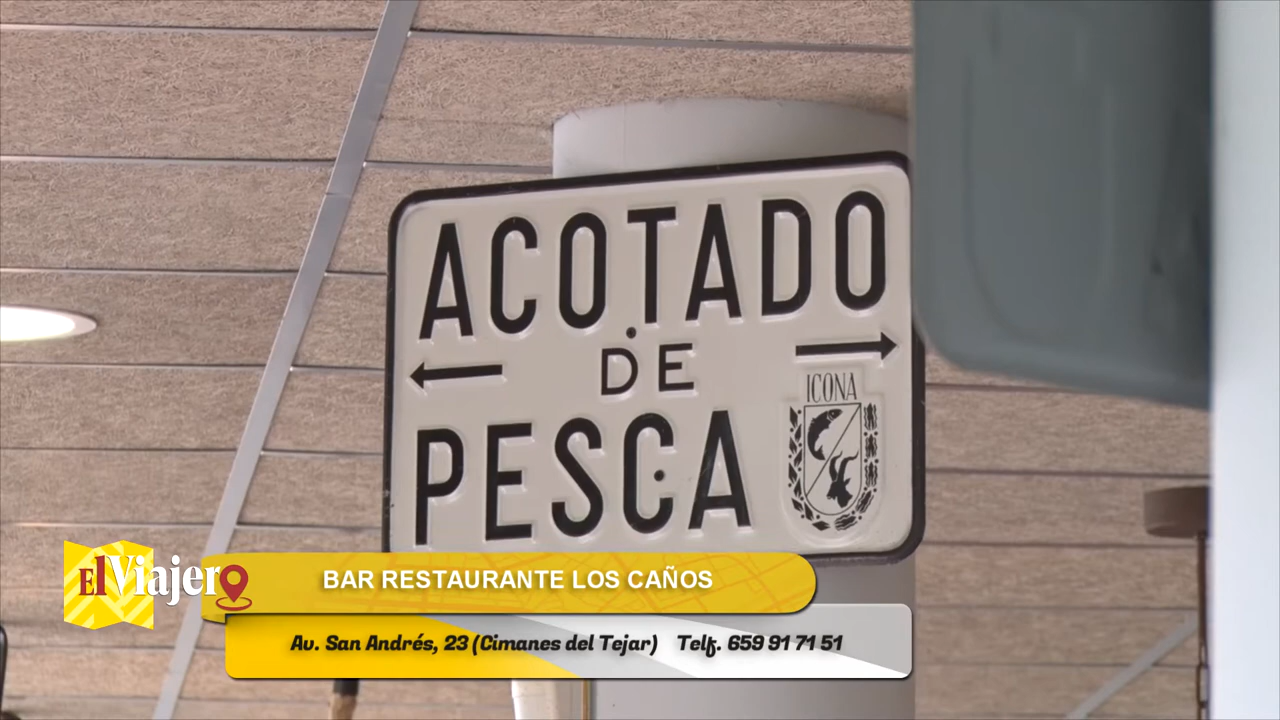 ACOTADO
DE
PESCA
ICONA
El Viajero
BAR RESTAURANTE LOS CAÑOS
Av. San Andrés, 23 (Cimanes del Tejar) Telf. 659 91 71 51